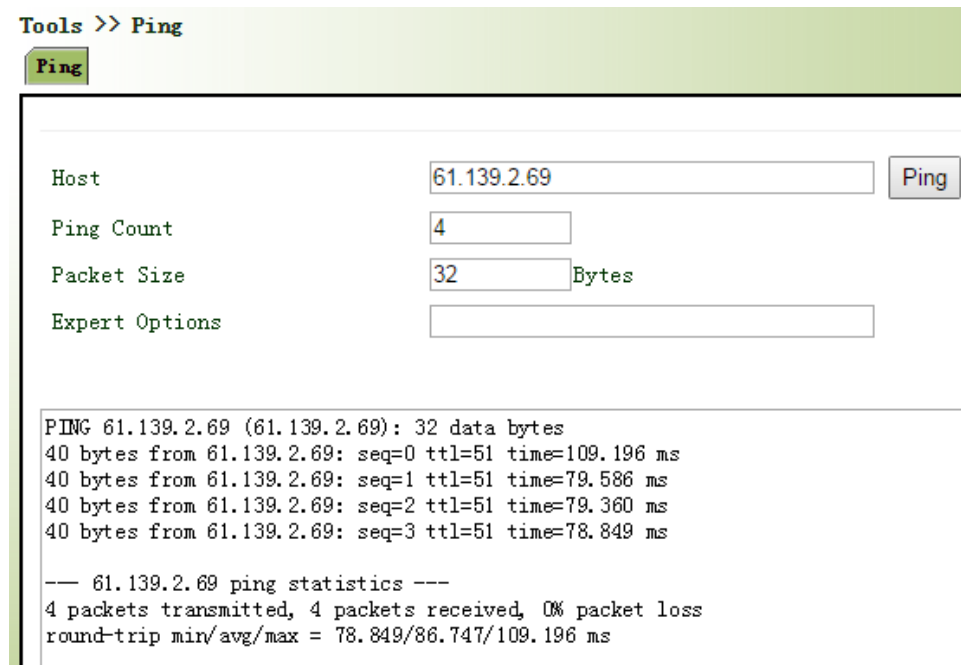 Tools >> Ping
Ping
Host 61.139.2.69 Ping
Ping Count 4
Packet Size 32 Bytes
Expert Options
PING 61.139.2.69 (61.139.2.69): 32 data bytes
40 bytes from 61.139.2.69: seq=0 ttl=51 time=109.196 ms
40 bytes from 61.139.2.69: seq=1 ttl=51 time=79.586 ms
40 bytes from 61.139.2.69: seq=2 ttl=51 time=79.360 ms
40 bytes from 61.139.2.69: seq=3 ttl=51 time=78.849 ms
--- 61.139.2.69 ping statistics ---
4 packets transmitted, 4 packets received, 0% packet loss
round-trip min/avg/max = 78.849/86.747/109.196 ms